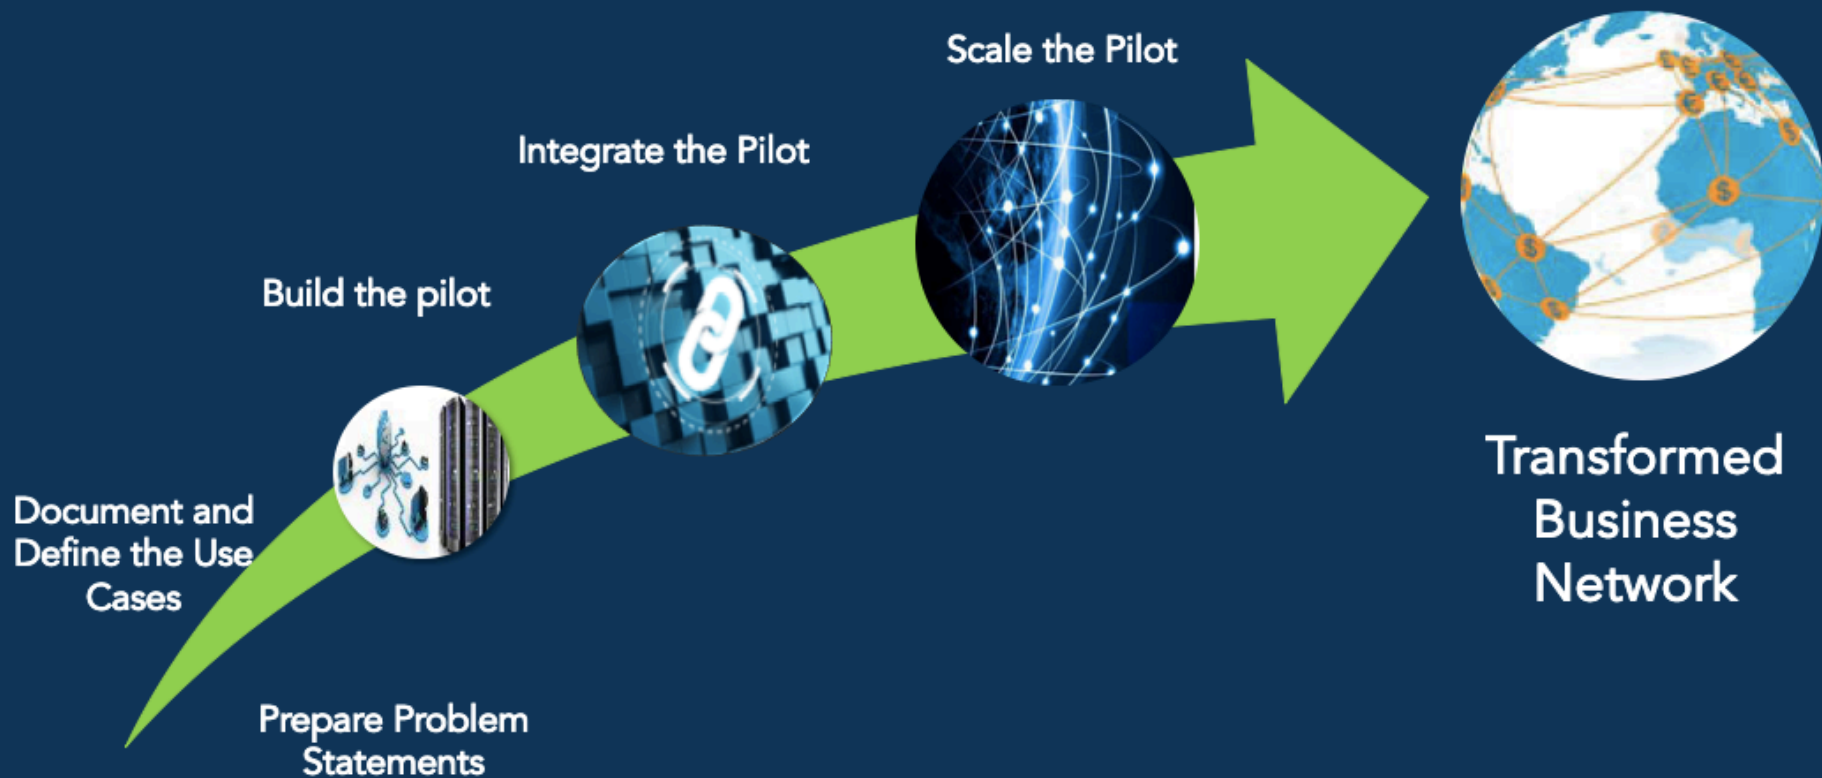 Scale the Pilot
Integrate the Pilot
Build the pilot
Document and
Define the Use
Cases
Prepare Problem
Statements
Transformed
Business
Network